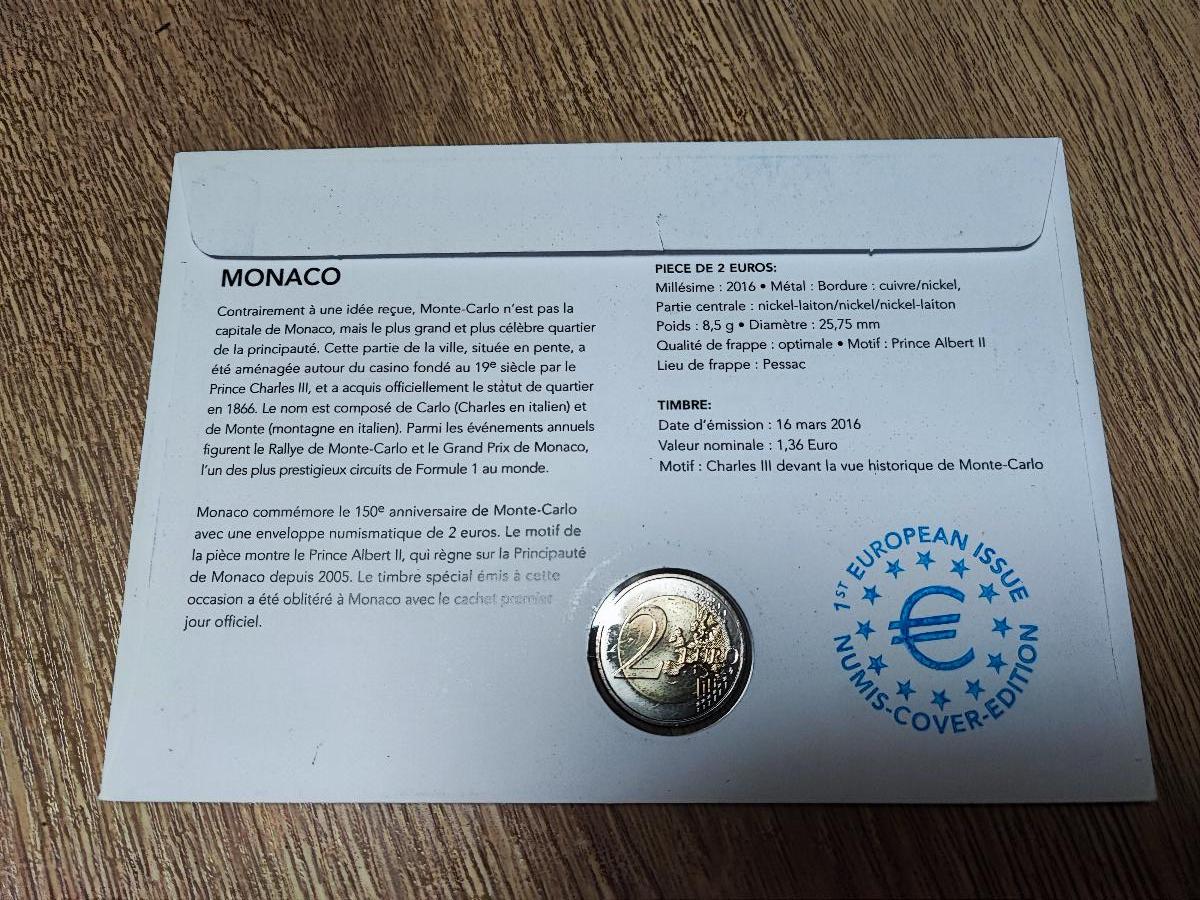 MONACO
Contrairement à une idée reçue, Monte-Carlo n'est pas la
capitale de Monaco, mais le plus grand et plus célèbre quartier
de la principauté. Cette partie de la ville, située en pente, a
été aménagée autour du casino fondé au 19e siècle par le
Prince Charles III, et a acquis officiellement le statut de quartier
en 1866. Le nom est composé de Carlo (Charles en italien) et
de Monte (montagne en italien). Parmi les événements annuels
figurent le Rallye de Monte-Carlo et le Grand Prix de Monaco,
l'un des plus prestigieux circuits de Formule 1 au monde.
Monaco commémore le 150e anniversaire de Monte-Carlo
avec une enveloppe numismatique de 2 euros. Le motif de
la pièce montre le Prince Albert II, qui règne sur la Principauté
de Monaco depuis 2005. Le timbre spécial émis à cette
occasion a été oblitéré à Monaco avec le cachet premier
jour officiel.
PIECE DE 2 EUROS:
Millésime : 2016 • Métal : Bordure : cuivre/nickel,
Partie centrale : nickel-laiton/nickel/nickel-laiton
Poids : 8,5 g • Diamètre : 25,75 mm
Qualité de frappe : optimale • Motif : Prince Albert II
Lieu de frappe : Pessac
TIMBRE:
Date d'émission : 16 mars 2016
Valeur nominale : 1,36 Euro
Motif : Charles III devant la vue historique de Monte-Carlo
2 EURO
1ST EUROPEAN ISSUE
€
NUMIS-COVER-EDITION